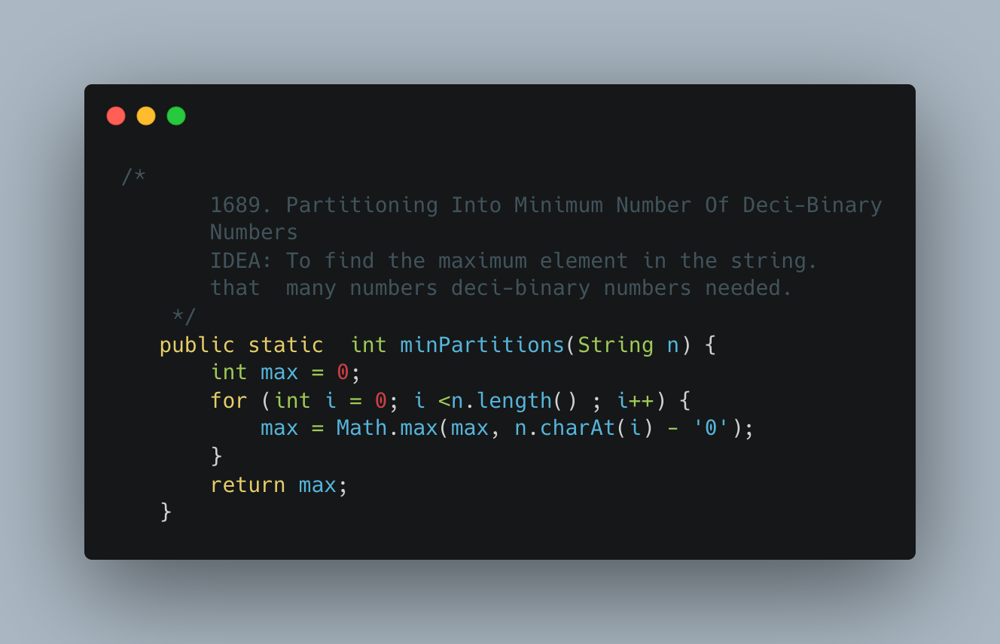 /*
1689. Partitioning Into Minimum Number Of Deci-Binary
Numbers
IDEA: To find the maximum element in the string.
that  many numbers deci-binary numbers needed.
*/
public static  int minPartitions(String n) {
int max = 0;
for (int i = 0; i <n.length() ; i++) {
max = Math.max(max, n.charAt(i) - '0');
}
return max;
}